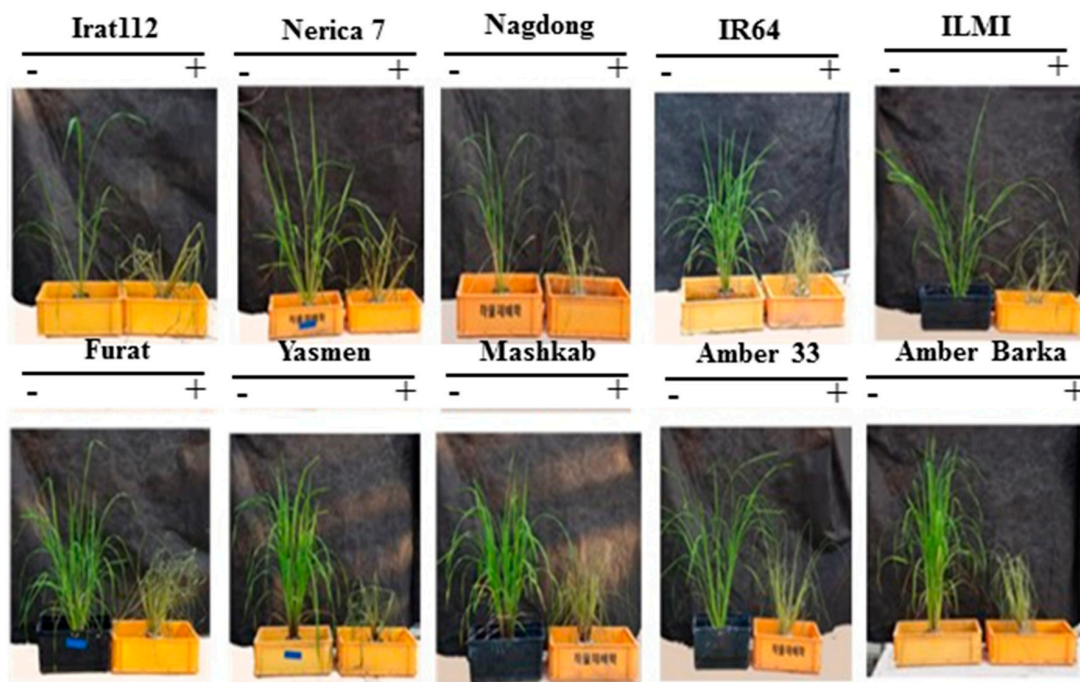 Irat112 Nerica 7 Nagdong IR64 ILMI
- + - + - + - + - +
Furat Yasmen Mashkab Amber 33 Amber Barka
- + - + - + - + - +